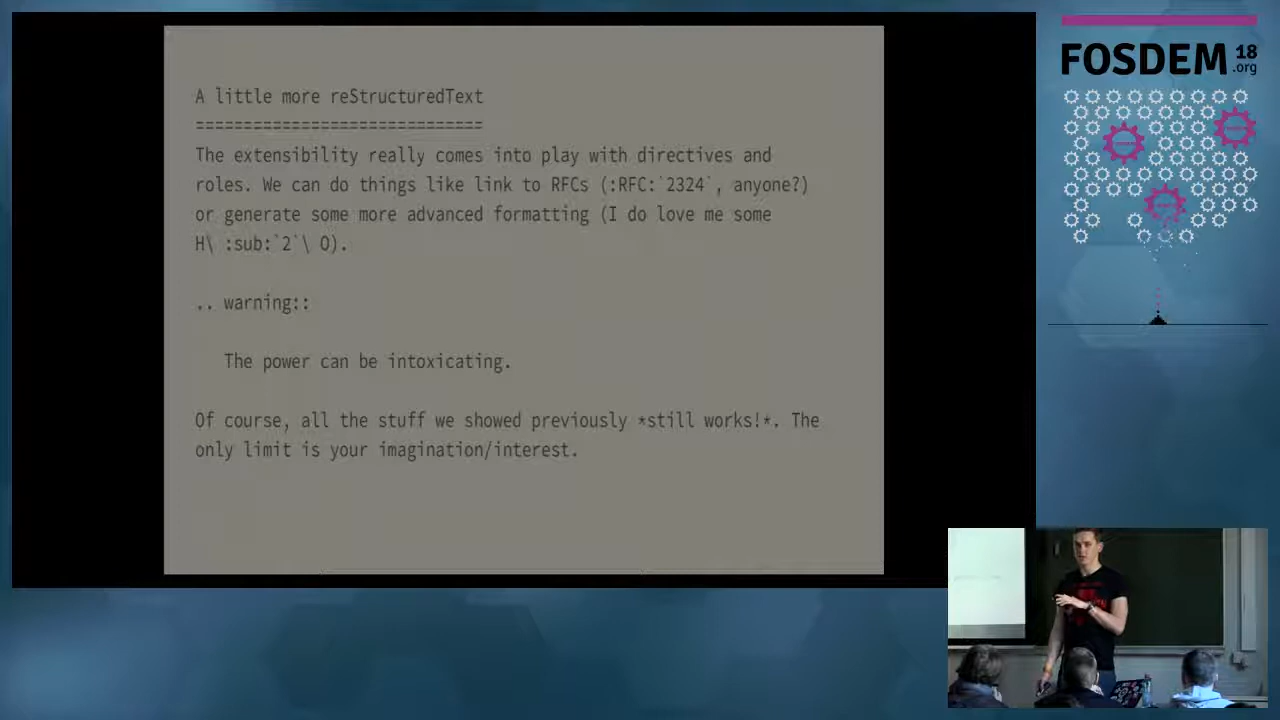 A little more reStructuredText
==============================
The extensibility really comes into play with directives and
roles. We can do things like link to RFCs (:RFC:`2324`, anyone?)
or generate some more advanced formatting (I do love me some
H\ :sub:`2`\ O).
.. warning::
The power can be intoxicating.
Of course, all the stuff we showed previously *still works!*. The
only limit is your imagination/interest.
FOSDEM 18
.org